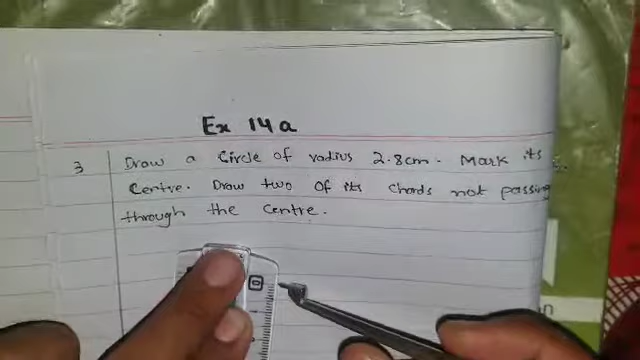 Ex 14a
3 Draw a Circle of radius 2.8cm. Mark its
Centre. Draw two of its Chords not passing
through the Centre.